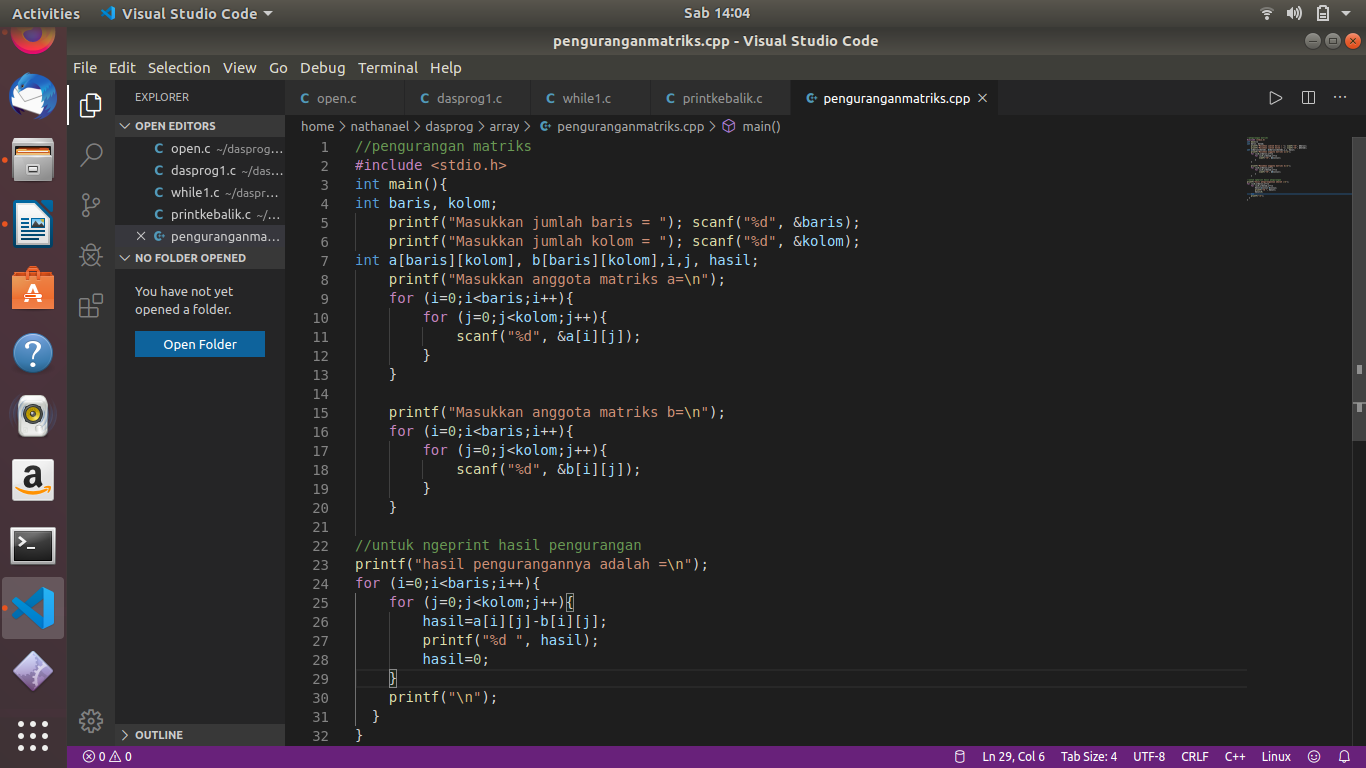 Activities Visual Studio Code Sab 14:04
penguranganmatriks.cpp - Visual Studio Code
File Edit Selection View Go Debug Terminal Help
EXPLORER
OPEN EDITORS
open.c ~/dasprog...
dasprog1.c ~/das...
while1.c ~/daspr...
printkebalik.c ~/...
penguranganma...
NO FOLDER OPENED
You have not yet
opened a folder.
Open Folder
OUTLINE
open.c dasprog1.c while1.c printkebalik.c penguranganmatriks.cpp
home > nathanael > dasprog > array > penguranganmatriks.cpp > main()
1 //pengurangan matriks
2 #include <stdio.h>
3 int main(){
4 int baris, kolom;
5 printf("Masukkan jumlah baris = "); scanf("%d", &baris);
6 printf("Masukkan jumlah kolom = "); scanf("%d", &kolom);
7 int a[baris][kolom], b[baris][kolom],i,j, hasil;
8 printf("Masukkan anggota matriks a=\n");
9 for (i=0;i<baris;i++){
10 for (j=0;j<kolom;j++){
11 scanf("%d", &a[i][j]);
12 }
13 }
14
15 printf("Masukkan anggota matriks b=\n");
16 for (i=0;i<baris;i++){
17 for (j=0;j<kolom;j++){
18 scanf("%d", &b[i][j]);
19 }
20 }
21
22 //untuk ngeprint hasil pengurangan
23 printf("hasil pengurangannya adalah =\n");
24 for (i=0;i<baris;i++){
25 for (j=0;j<kolom;j++){
26 hasil=a[i][j]-b[i][j];
27 printf("%d ", hasil);
28 hasil=0;
29 }
30 printf("\n");
31 }
32 }
0 0 Ln 29, Col 6 Tab Size: 4 UTF-8 CRLF C++ Linux